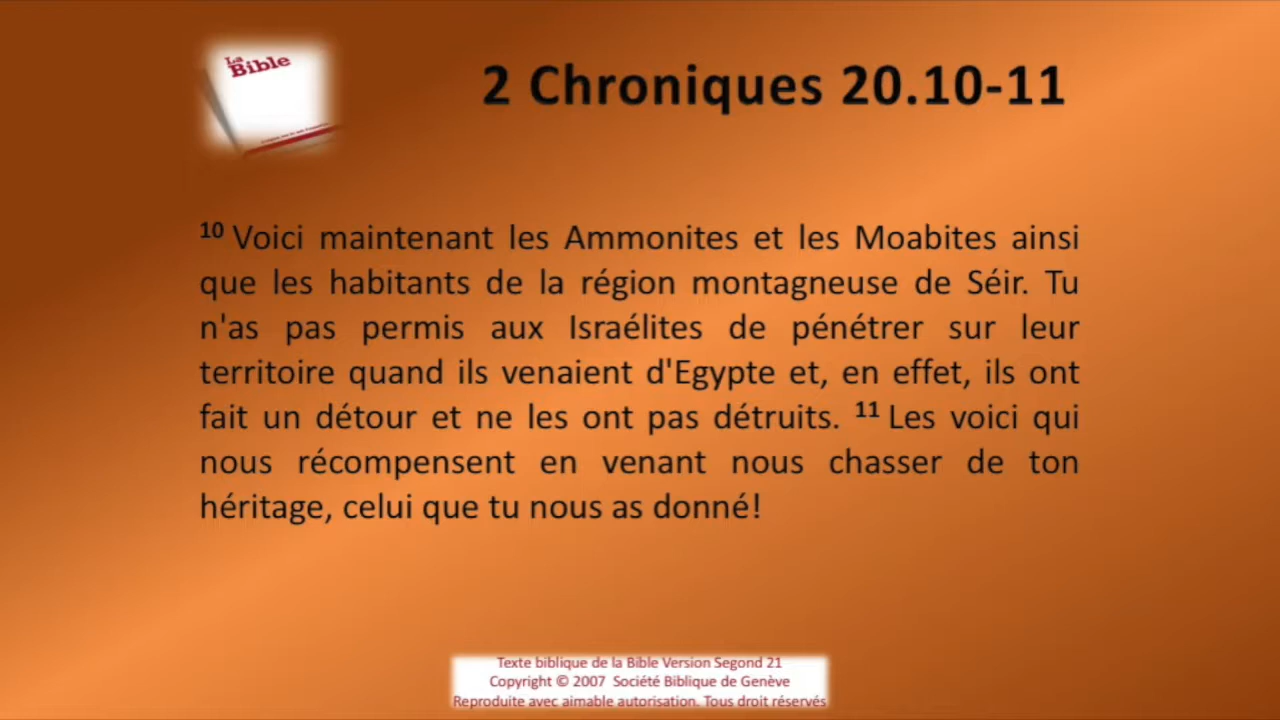 La
Bible
2 Chroniques 20.10-11
10 Voici maintenant les Ammonites et les Moabites ainsi
que les habitants de la région montagneuse de Séir. Tu
n'as pas permis aux Israélites de pénétrer sur leur
territoire quand ils venaient d'Egypte et, en effet, ils ont
fait un détour et ne les ont pas détruits. 11 Les voici qui
nous récompensent en venant nous chasser de ton
héritage, celui que tu nous as donné!
Texte biblique de la Bible Version Segond 21
Copyright © 2007 Société Biblique de Genève
Reproduite avec aimable autorisation. Tous droit réservés